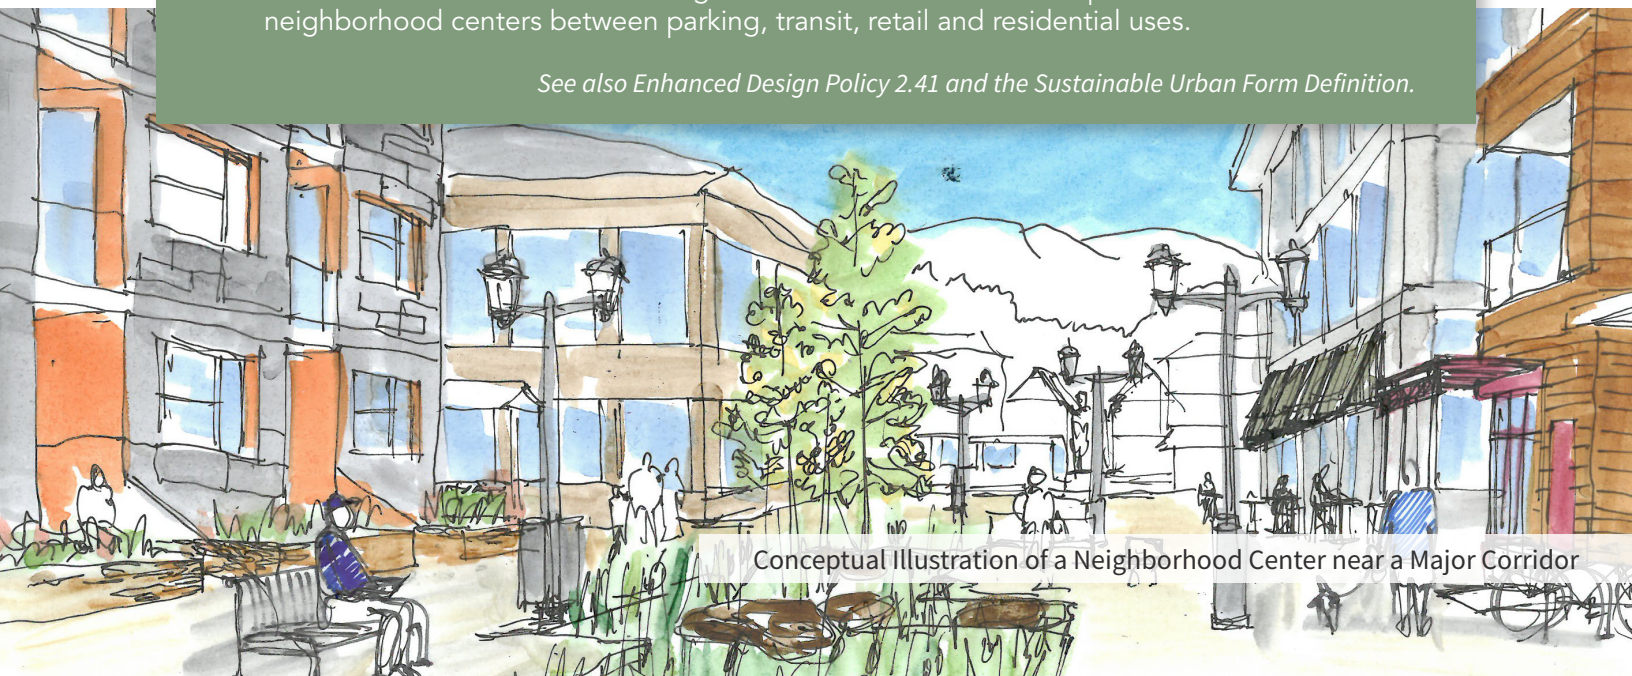 neighborhood centers between parking, transit, retail and residential uses.
See also Enhanced Design Policy 2.41 and the Sustainable Urban Form Definition.
Conceptual Illustration of a Neighborhood Center near a Major Corridor